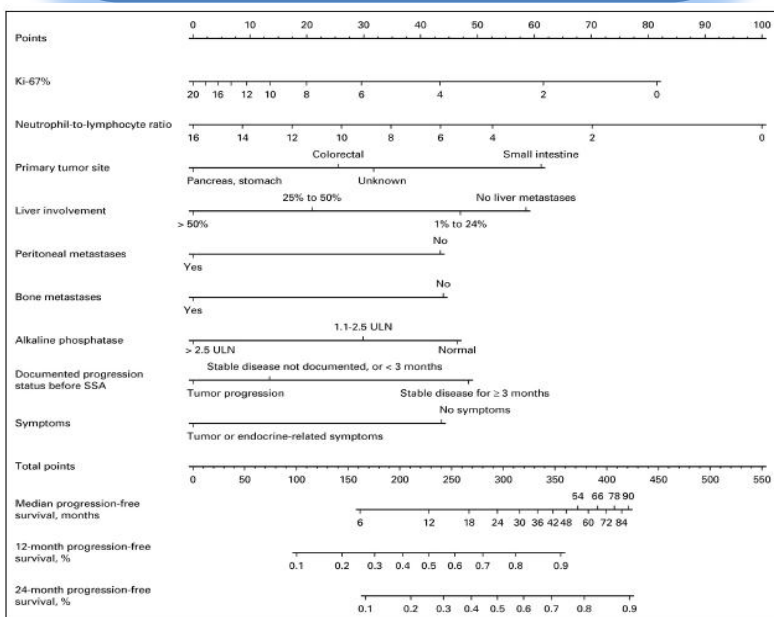 0 10 20 30 40 50 60 70 80 90 100
Points
Ki-67%
20 16 12 10 8 6 4 2 0
Neutrophil-to-lymphocyte ratio
16 14 12 10 8 6 4 2 0
Colorectal Small intestine
Primary tumor site
Pancreas, stomach Unknown
25% to 50% No liver metastases
Liver involvement
> 50% 1% to 24%
No
Peritoneal metastases
Yes
No
Bone metastases
Yes
1.1-2.5 ULN
Alkaline phosphatase
> 2.5 ULN Normal
Stable disease not documented, or < 3 months
Documented progression
status before SSA
Tumor progression Stable disease for ≥ 3 months
No symptoms
Symptoms
Tumor or endocrine-related symptoms
Total points
0 50 100 150 200 250 300 350 400 450 500 550
54 66 78 90
Median progression-free
survival, months
6 12 18 24 30 36 42 48 60 72 84
12-month progression-free
survival, %
0.1 0.2 0.3 0.4 0.5 0.6 0.7 0.8 0.9
24-month progression-free
survival, %
0.1 0.2 0.3 0.4 0.5 0.6 0.7 0.8 0.9